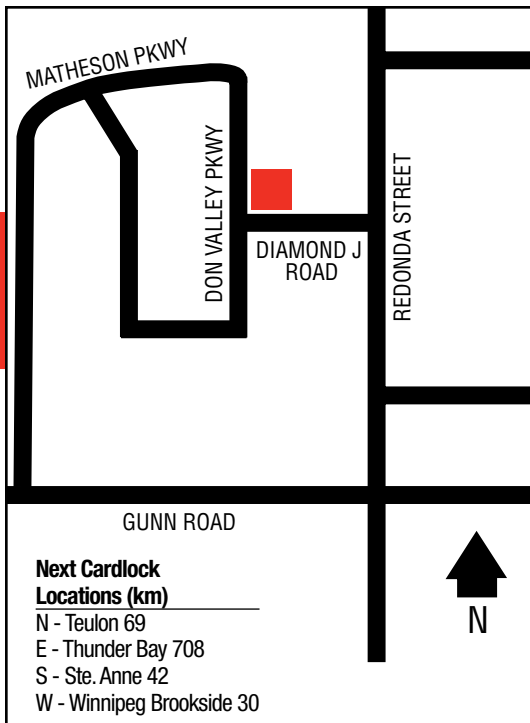 MATHESON PKWY
DON VALLEY PKWY
DIAMOND J
ROAD
REDONDA STREET
GUNN ROAD
Next Cardlock
Locations (km)
N - Teulon 69
E - Thunder Bay 708
S - Ste. Anne 42
W - Winnipeg Brookside 30
N